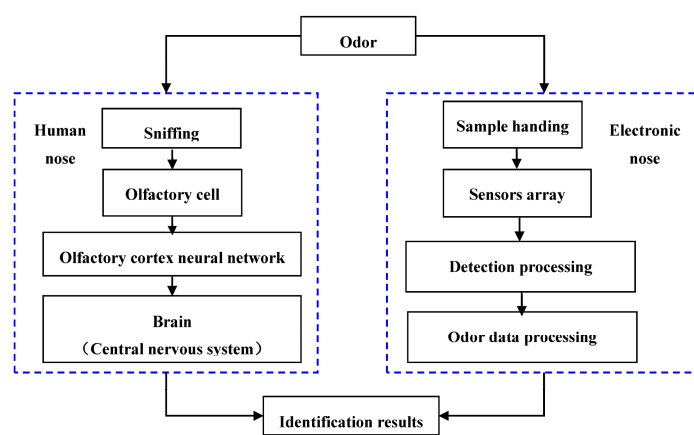 Odor
Human
nose
Sniffing
Olfactory cell
Olfactory cortex neural network
Brain
（Central nervous system）
Sample handing
Electronic
nose
Sensors array
Detection processing
Odor data processing
Identification results